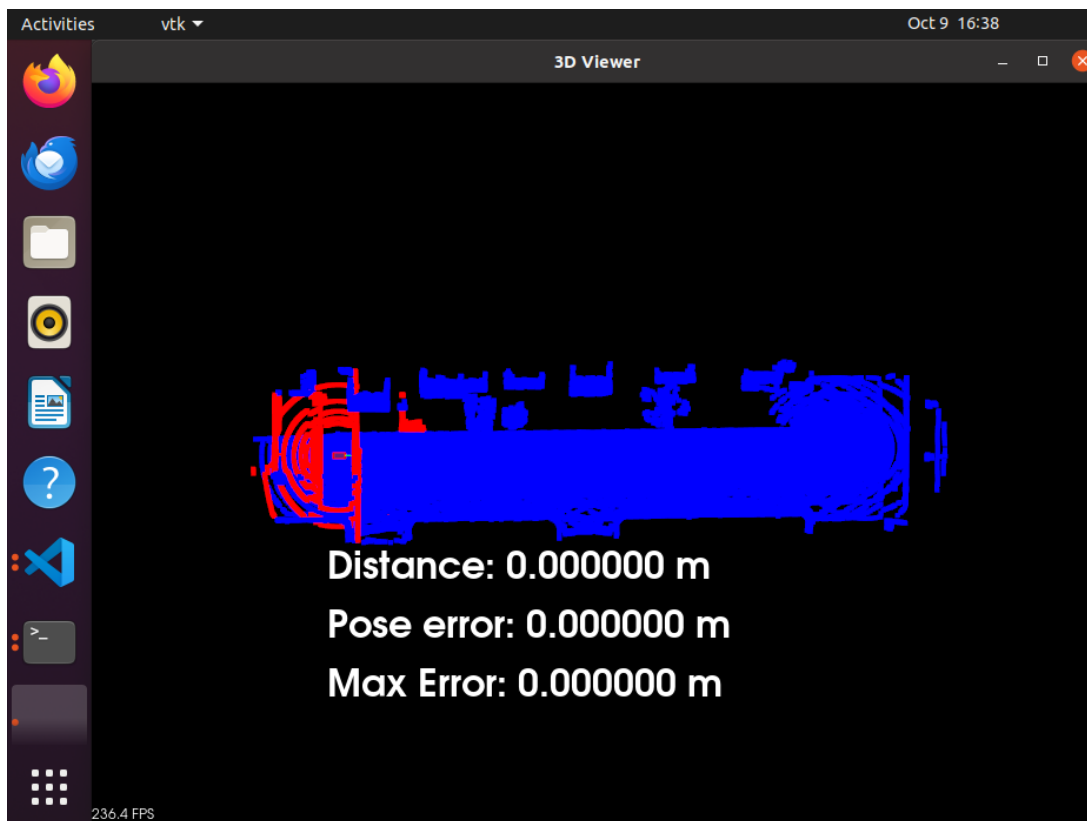 Activities vtk Oct 9 16:38
3D Viewer
?
>_
Distance: 0.000000 m
Pose error: 0.000000 m
Max Error: 0.000000 m
236.4 FPS